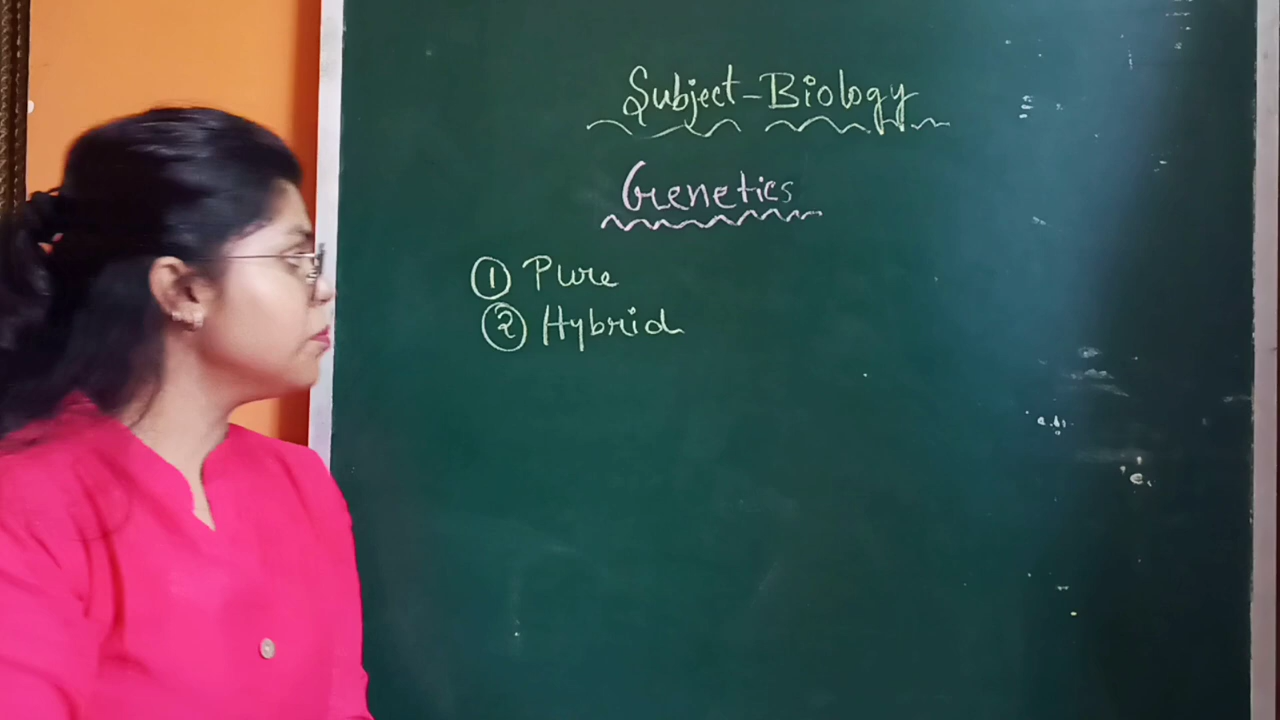 Subject-Biology
Genetics
① Pure
② Hybrid